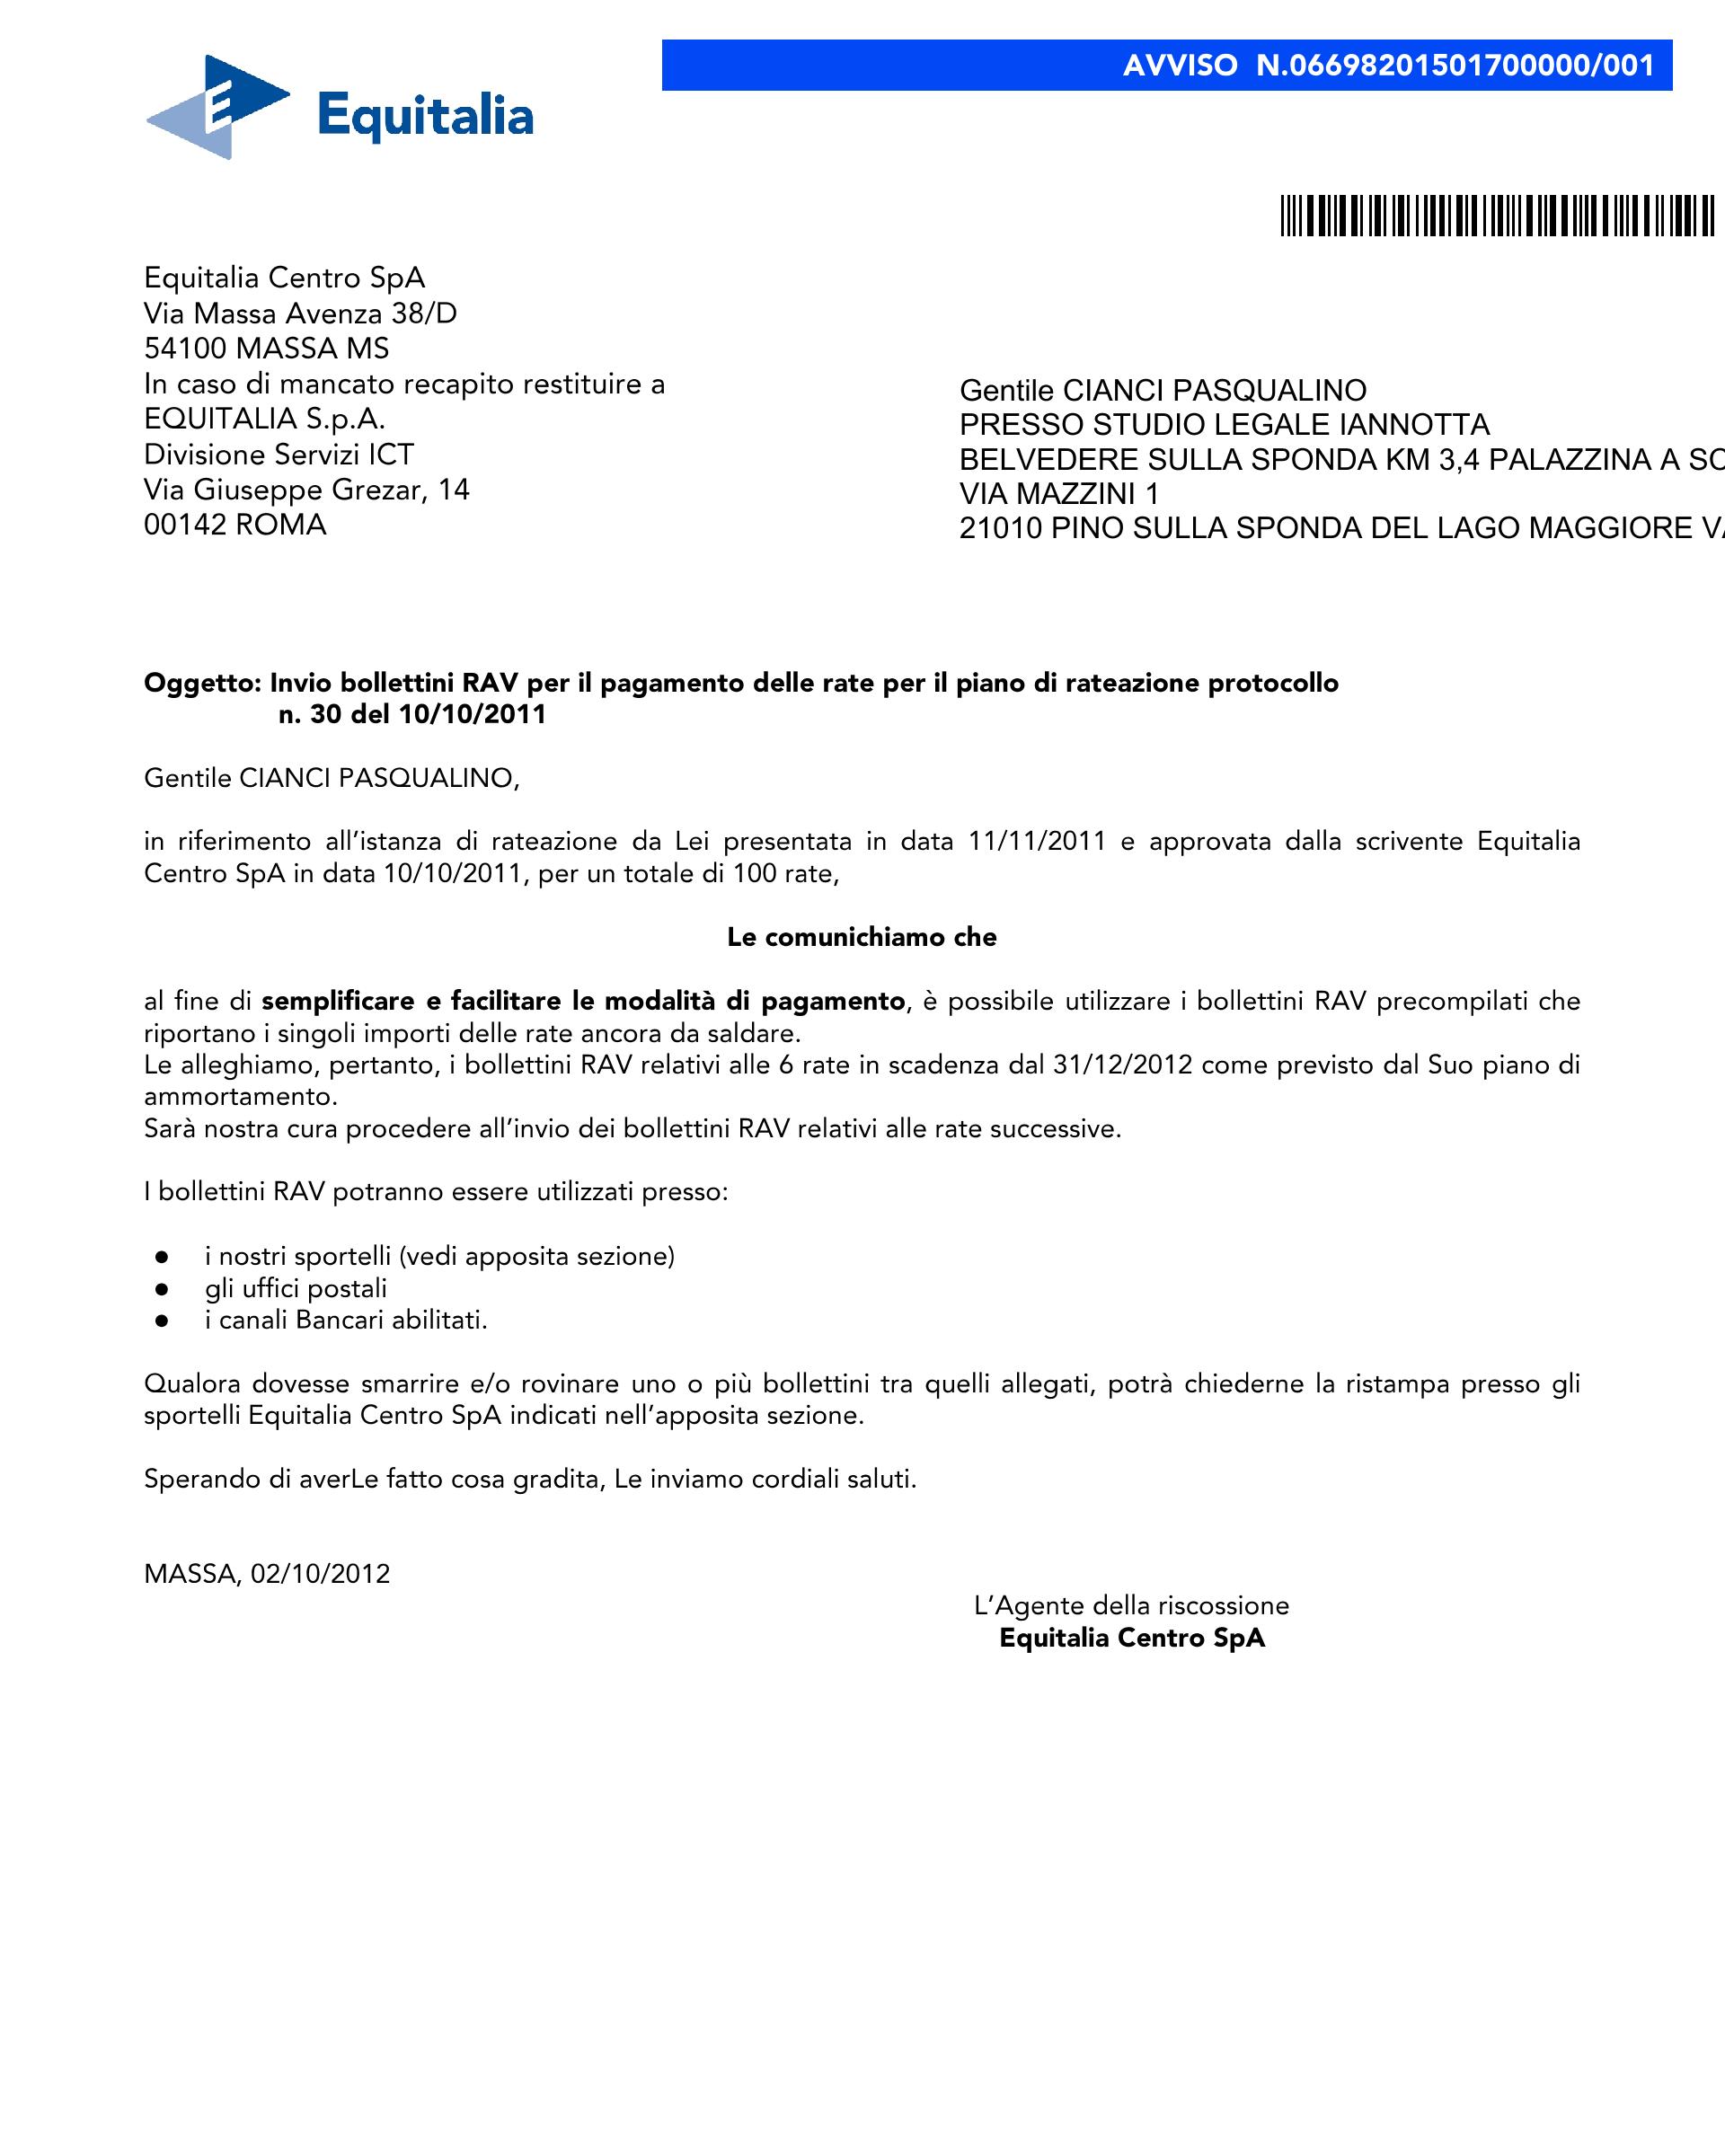 AVVISO N.06698201501700000/001
Equitalia
Equitalia Centro SpA
Via Massa Avenza 38/D
54100 MASSA MS
In caso di mancato recapito restituire a
EQUITALIA S.p.A.
Divisione Servizi ICT
Via Giuseppe Grezar, 14
00142 ROMA
Gentile CIANCI PASQUALINO
PRESSO STUDIO LEGALE IANNOTTA
BELVEDERE SULLA SPONDA KM 3,4 PALAZZINA A
VIA MAZZINI 1
21010 PINO SULLA SPONDA DEL LAGO MAGGIORE
Oggetto: Invio bollettini RAV per il pagamento delle rate per il piano di rateazione protocollo
n. 30 del 10/10/2011
Gentile CIANCI PASQUALINO,
in riferimento all’istanza di rateazione da Lei presentata in data 11/11/2011 e approvata dalla scrivente Equitalia
Centro SpA in data 10/10/2011, per un totale di 100 rate,
Le comunichiamo che
al fine di semplificare e facilitare le modalità di pagamento, è possibile utilizzare i bollettini RAV precompilati che
riportano i singoli importi delle rate ancora da saldare.
Le alleghiamo, pertanto, i bollettini RAV relativi alle 6 rate in scadenza dal 31/12/2012 come previsto dal Suo piano di
ammortamento.
Sarà nostra cura procedere all’invio dei bollettini RAV relativi alle rate successive.
I bollettini RAV potranno essere utilizzati presso:
● i nostri sportelli (vedi apposita sezione)
● gli uffici postali
● i canali Bancari abilitati.
Qualora dovesse smarrire e/o rovinare uno o più bollettini tra quelli allegati, potrà chiederne la ristampa presso gli
sportelli Equitalia Centro SpA indicati nell’apposita sezione.
Sperando di averLe fatto cosa gradita, Le inviamo cordiali saluti.
MASSA, 02/10/2012
L’Agente della riscossione
Equitalia Centro SpA